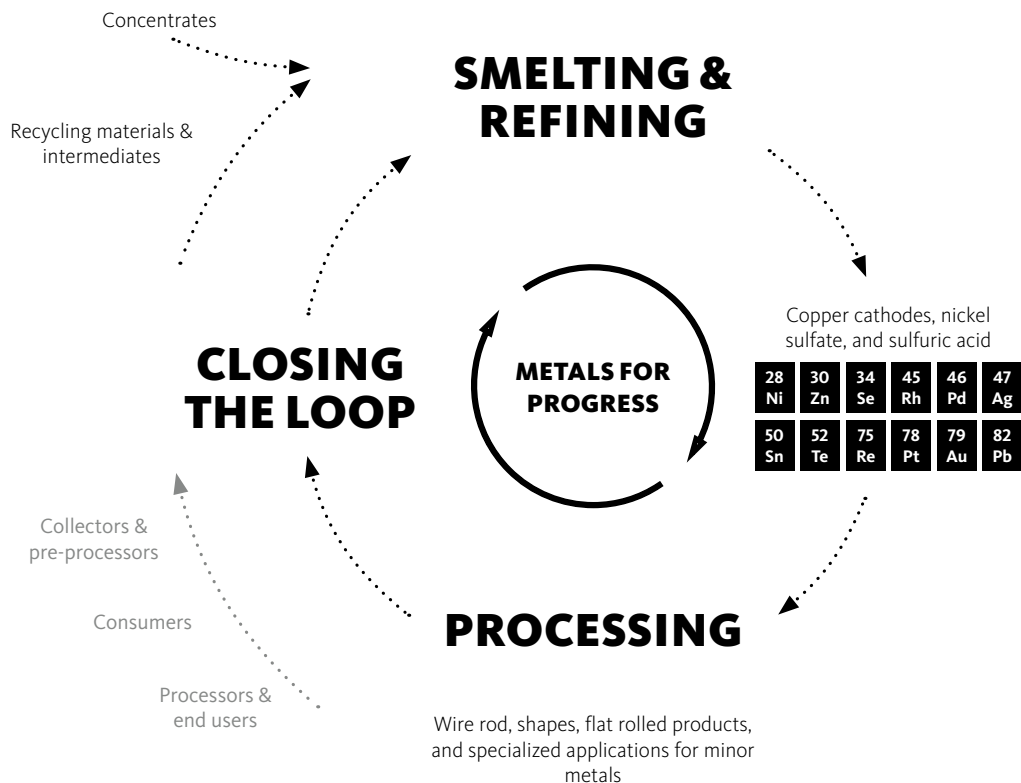 Concentrates
SMELTING &
REFINING
Recycling materials &
intermediates
Copper cathodes, nickel
sulfate, and sulfuric acid
28 30 34 45 46 47
Ni Zn Se Rh Pd Ag
50 52 75 78 79 82
Sn Te Re Pt Au Pb
CLOSING
THE LOOP
METALS FOR
PROGRESS
Collectors &
pre-processors
Consumers
Processors &
end users
PROCESSING
Wire rod, shapes, flat rolled products,
and specialized applications for minor
metals